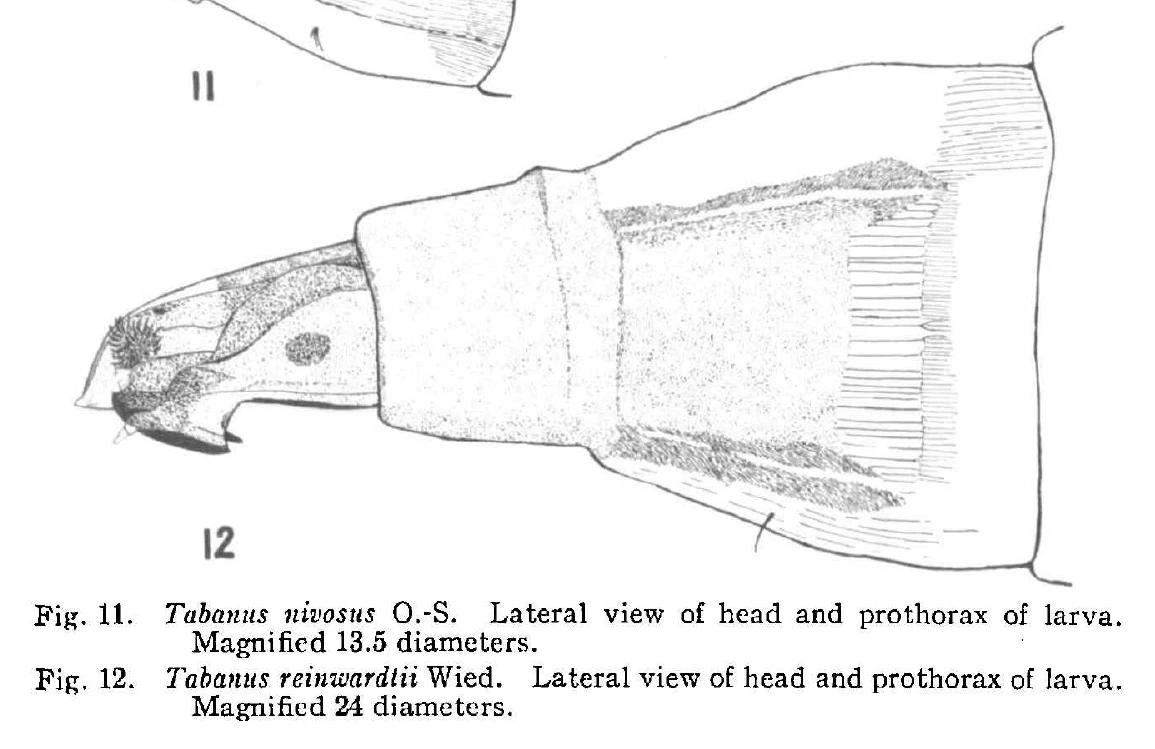 11
12
Fig. 11. Tabanus nivosus O.-S. Lateral view of head and prothorax of larva.
Magnified 13.5 diameters.
Fig. 12. Tabanus reinwardtii Wied. Lateral view of head and prothorax of larva.
Magnified 24 diameters.